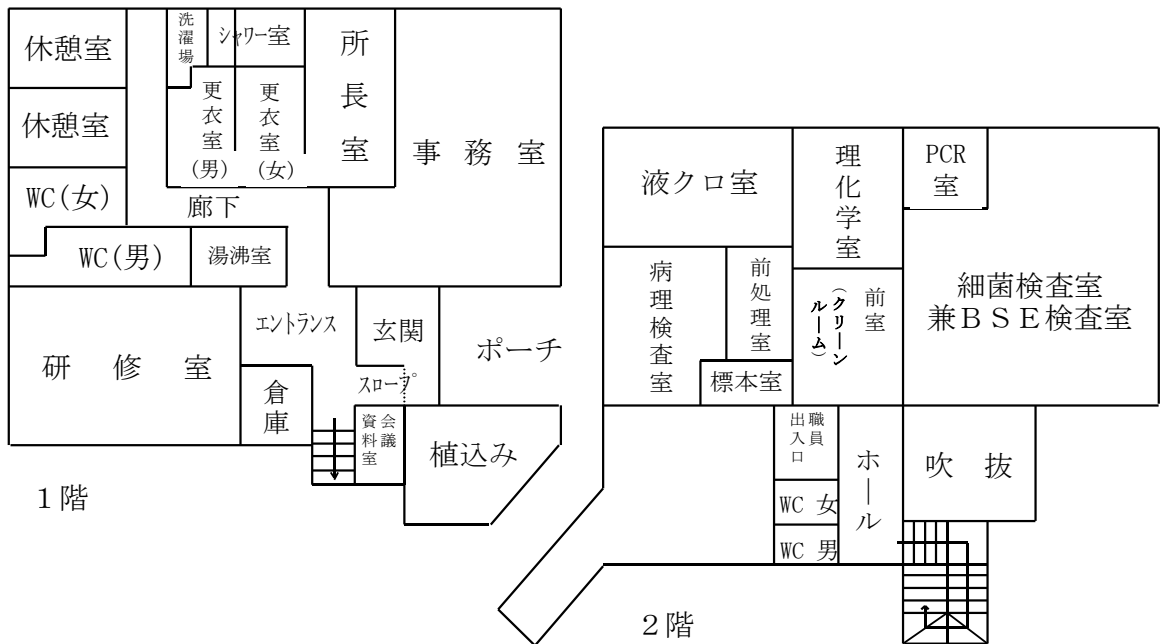 休憩室
洗濯場
シャワー室
所長室
休憩室
更衣室(男)
更衣室(女)
事務室
WC(女)
廊下
WC(男)
湯沸室
研修室
エントランス
玄関
ポーチ
倉庫
スロープ
会議資料室
植込み
1階
液クロ室
理化学室
PCR
室
病理検査室
前処理室
前室
(クリーンルーム)
細菌検査室
兼BSE検査室
標本室
職員出入口
ホール
吹抜
WC 女
WC 男
2階